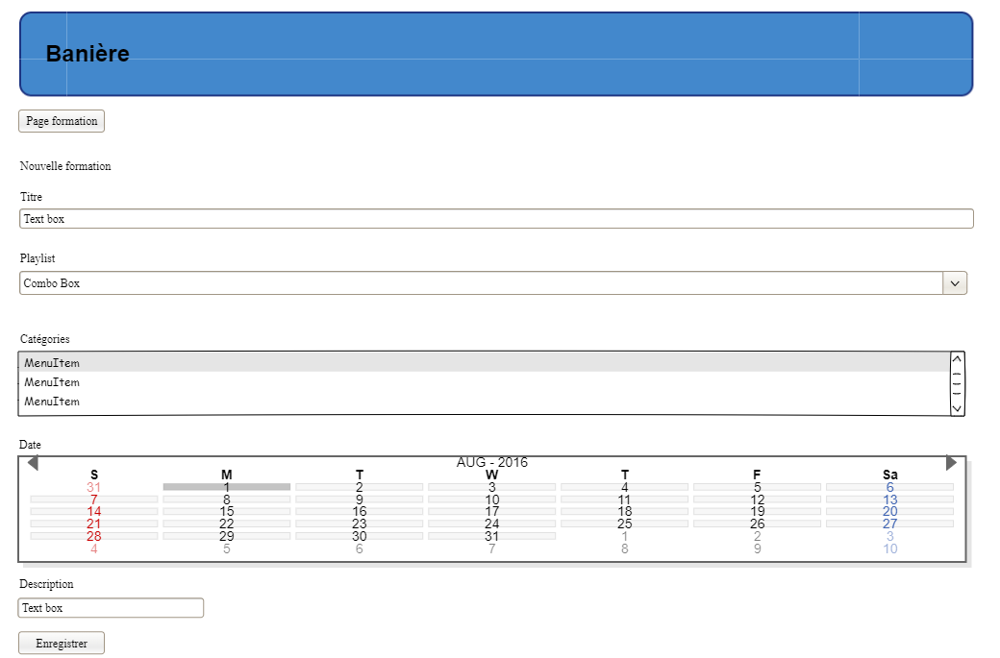 Banière
Page formation
Nouvelle formation
Titre
Text box
Playlist
Combo Box
Catégories
MenuItem
MenuItem
MenuItem
Date
AUG - 2016
S M T W T F Sa
31 1 2 3 4 5 6
7 8 9 10 11 12 13
14 15 16 17 18 19 20
21 22 23 24 25 26 27
28 29 30 31 1 2 3
4 5 6 7 8 9 10
Description
Text box
Enregistrer